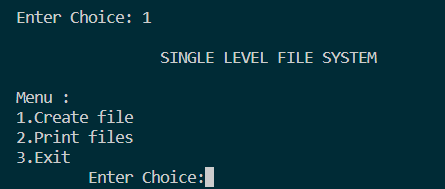 Enter Choice: 1
SINGLE LEVEL FILE SYSTEM
Menu :
1.Create file
2.Print files
3.Exit
Enter Choice: